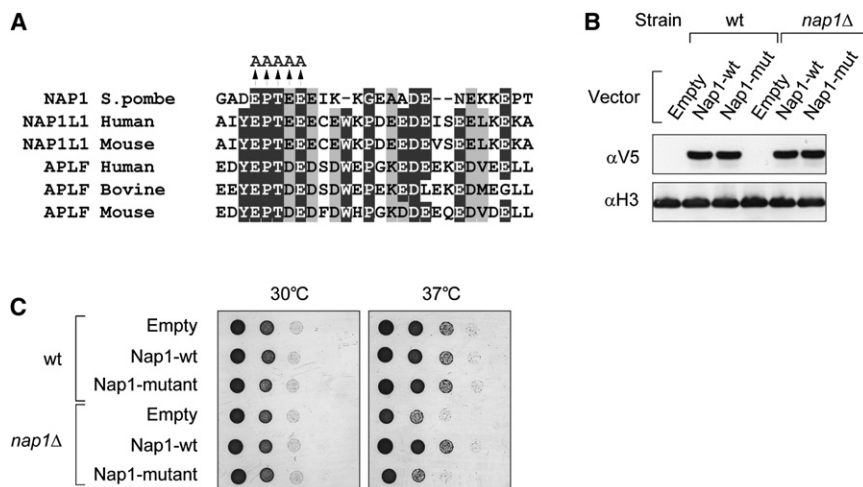 A
AAAAA
NAP1 S.pombe GADEPTEEEIK-KGEAADE--NEKKEPT
NAP1L1 Human AIYEPTEEECEWKPDEEDEISEELKEKA
NAP1L1 Mouse AIYEPTEEECEWKPDEEDEVSEELKEKA
APLF Human EDYEPTDEDSDWEPGKEDEEKEDVEELL
APLF Bovine EEYEPTDEDSDWEPEKEDLEKEDMEGLL
APLF Mouse EDYEPTDEDFDWHPGKDDEEQEDVDELL
B
Strain wt nap1Δ
Vector Empty Nap1-wt Nap1-mut Empty Nap1-wt Nap1-mut
αV5
αH3
C
30°C 37°C
wt
Empty
Nap1-wt
Nap1-mutant
nap1Δ
Empty
Nap1-wt
Nap1-mutant